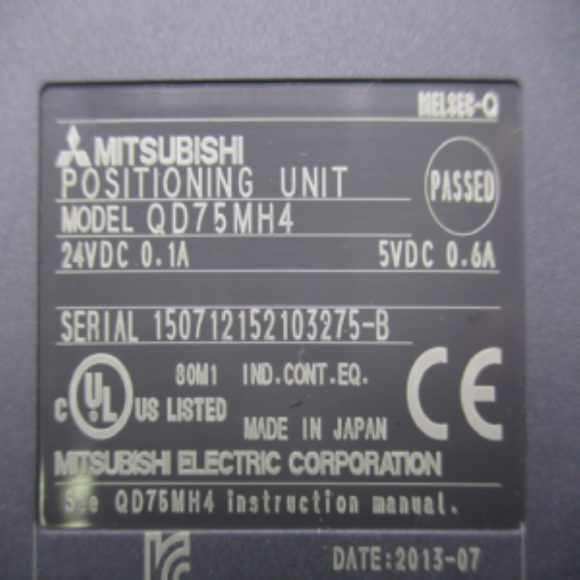 MELSEC-Q
MITSUBISHI
POSITIONING UNIT
PASSED
MODEL QD75MH4
24VDC 0.1A 5VDC 0.6A
SERIAL 150712152103275-B
80M1 IND.CONT.EQ.
C UL US LISTED
CE
MADE IN JAPAN
MITSUBISHI ELECTRIC CORPORATION
See QD75MH4 instruction manual.
DATE:2013-07